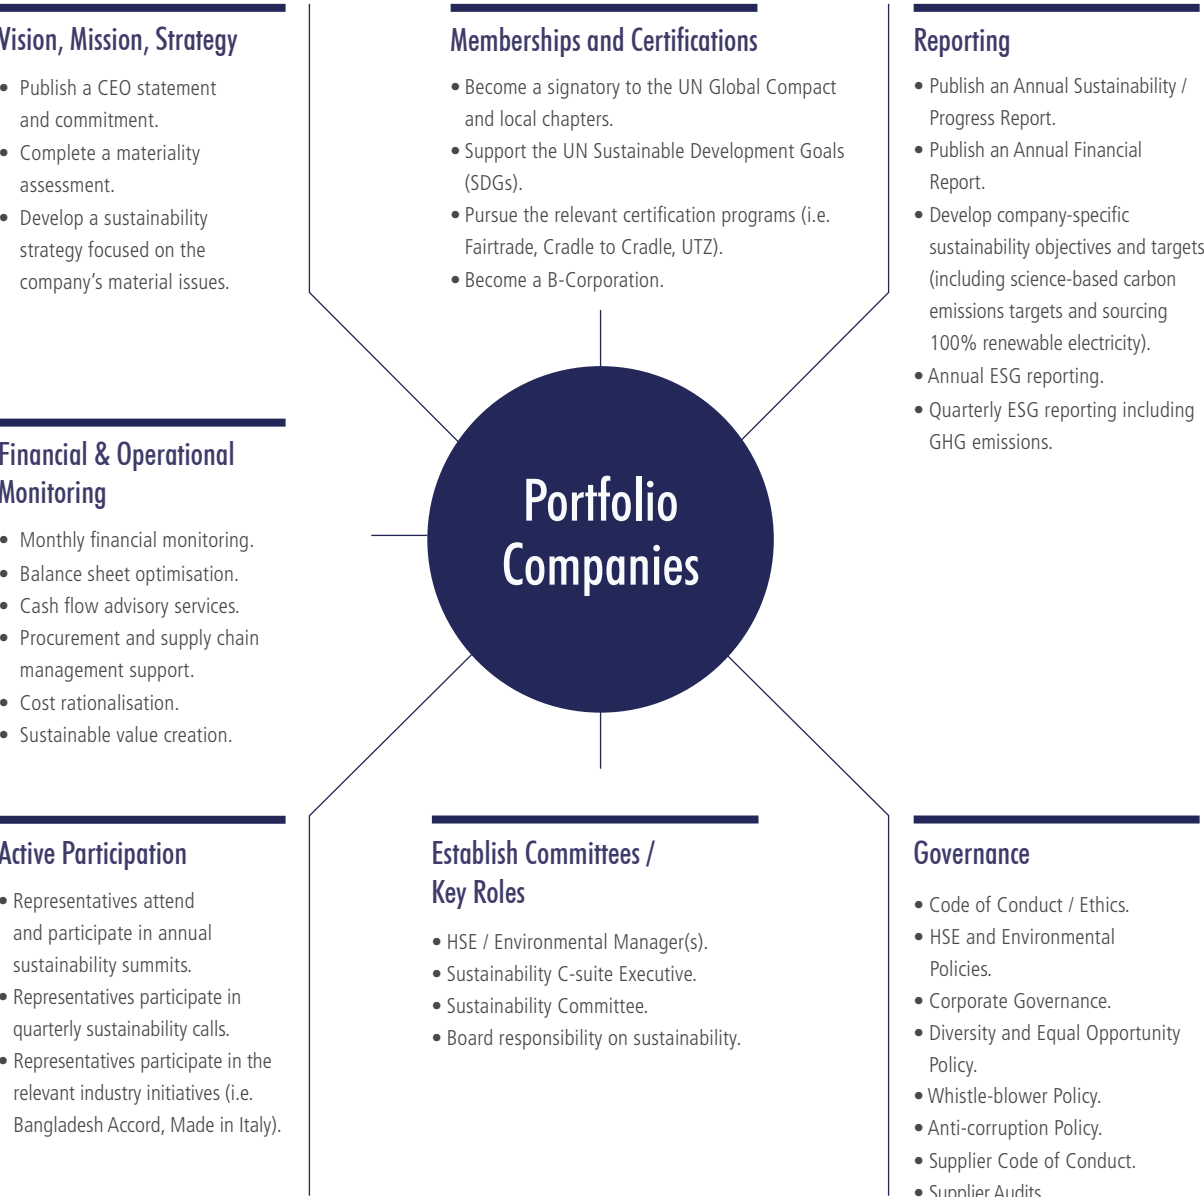 Vision, Mission, Strategy
• Publish a CEO statement
and commitment.
• Complete a materiality
assessment.
• Develop a sustainability
strategy focused on the
company’s material issues.
Memberships and Certifications
• Become a signatory to the UN Global Compact
and local chapters.
• Support the UN Sustainable Development Goals
(SDGs).
• Pursue the relevant certification programs (i.e.
Fairtrade, Cradle to Cradle, UTZ).
• Become a B-Corporation.
Reporting
• Publish an Annual Sustainability /
Progress Report.
• Publish an Annual Financial
Report.
• Develop company-specific
sustainability objectives and targets
(including science-based carbon
emissions targets and sourcing
100% renewable electricity).
• Annual ESG reporting.
• Quarterly ESG reporting including
GHG emissions.
Financial & Operational
Monitoring
• Monthly financial monitoring.
• Balance sheet optimisation.
• Cash flow advisory services.
• Procurement and supply chain
management support.
• Cost rationalisation.
• Sustainable value creation.
Portfolio
Companies
Active Participation
• Representatives attend
and participate in annual
sustainability summits.
• Representatives participate in
quarterly sustainability calls.
• Representatives participate in the
relevant industry initiatives (i.e.
Bangladesh Accord, Made in Italy).
Establish Committees /
Key Roles
• HSE / Environmental Manager(s).
• Sustainability C-suite Executive.
• Sustainability Committee.
• Board responsibility on sustainability.
Governance
• Code of Conduct / Ethics.
• HSE and Environmental
Policies.
• Corporate Governance.
• Diversity and Equal Opportunity
Policy.
• Whistle-blower Policy.
• Anti-corruption Policy.
• Supplier Code of Conduct.
• Supplier Audits